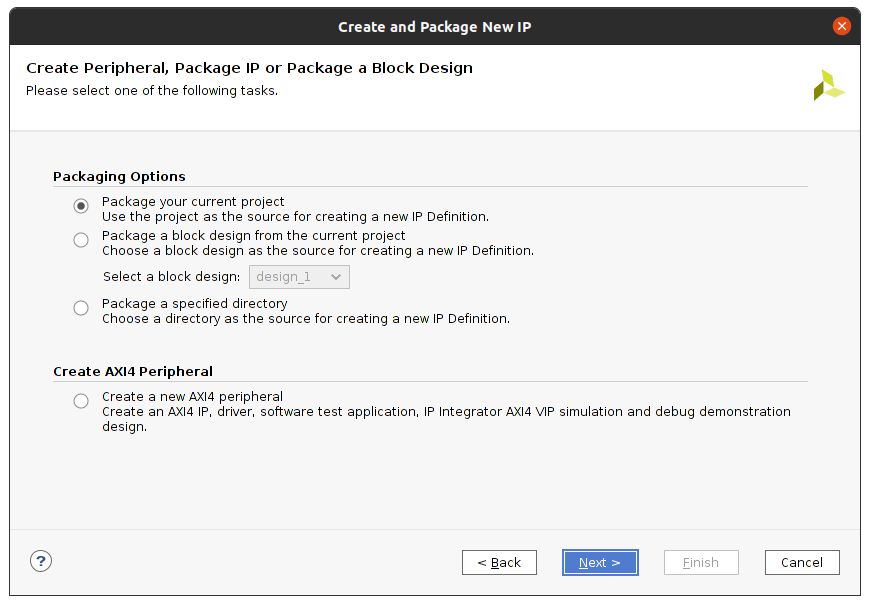 Create and Package New IP
Create Peripheral, Package IP or Package a Block Design
Please select one of the following tasks.
Packaging Options
Package your current project
Use the project as the source for creating a new IP Definition.
Package a block design from the current project
Choose a block design as the source for creating a new IP Definition.
Select a block design: design_1
Package a specified directory
Choose a directory as the source for creating a new IP Definition.
Create AXI4 Peripheral
Create a new AXI4 peripheral
Create an AXI4 IP, driver, software test application, IP Integrator AXI4 VIP simulation and debug demonstration
design.
? < Back Next > Finish Cancel